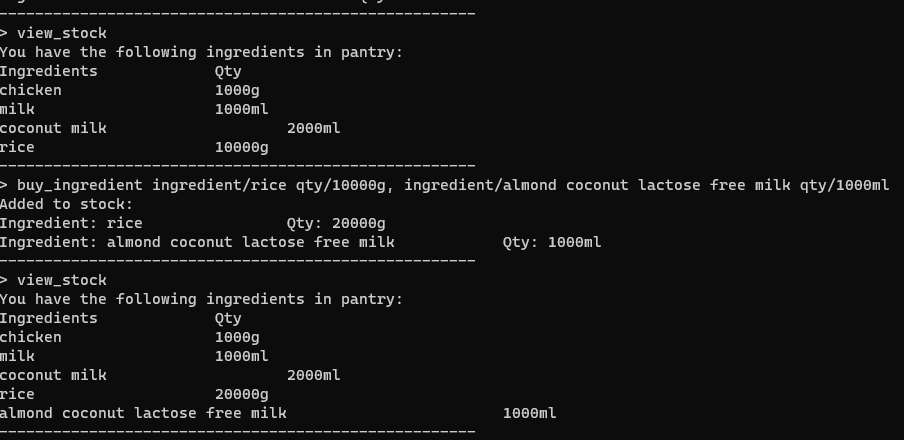 -----------------------------------------------------
> view_stock
You have the following ingredients in pantry:
Ingredients             Qty
chicken                 1000g
milk                    1000ml
coconut milk                    2000ml
rice                    10000g
-----------------------------------------------------
> buy_ingredient ingredient/rice qty/10000g, ingredient/almond coconut lactose free milk qty/1000ml
Added to stock:
Ingredient: rice                Qty: 20000g
Ingredient: almond coconut lactose free milk            Qty: 1000ml
-----------------------------------------------------
> view_stock
You have the following ingredients in pantry:
Ingredients             Qty
chicken                 1000g
milk                    1000ml
coconut milk                    2000ml
rice                    20000g
almond coconut lactose free milk                        1000ml
-----------------------------------------------------